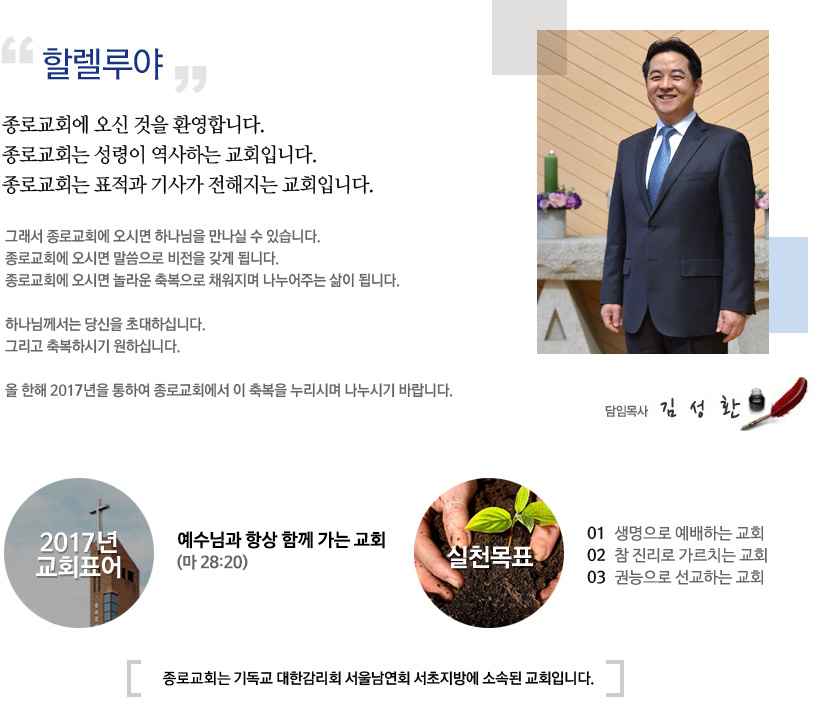 “ 할렐루야 ”
종로교회에 오신 것을 환영합니다.
종로교회는 성령이 역사하는 교회입니다.
종로교회는 표적과 기사가 전해지는 교회입니다.
그래서 종로교회에 오시면 하나님을 만나실 수 있습니다.
종로교회에 오시면 말씀으로 비전을 갖게 됩니다.
종로교회에 오시면 놀라운 축복으로 채워지며 나누어주는 삶이 됩니다.
하나님께서는 당신을 초대하십니다.
그리고 축복하시기 원하십니다.
올 한해 2017년을 통하여 종로교회에서 이 축복을 누리시며 나누시기 바랍니다.
담임목사 김 성 환
2017년
교회표어
예수님과 항상 함께 가는 교회
(마 28:20)
실천목표
01 생명으로 예배하는 교회
02 참 진리로 가르치는 교회
03 권능으로 선교하는 교회
종로교회는 기독교 대한감리회 서울남연회 서초지방에 소속된 교회입니다.